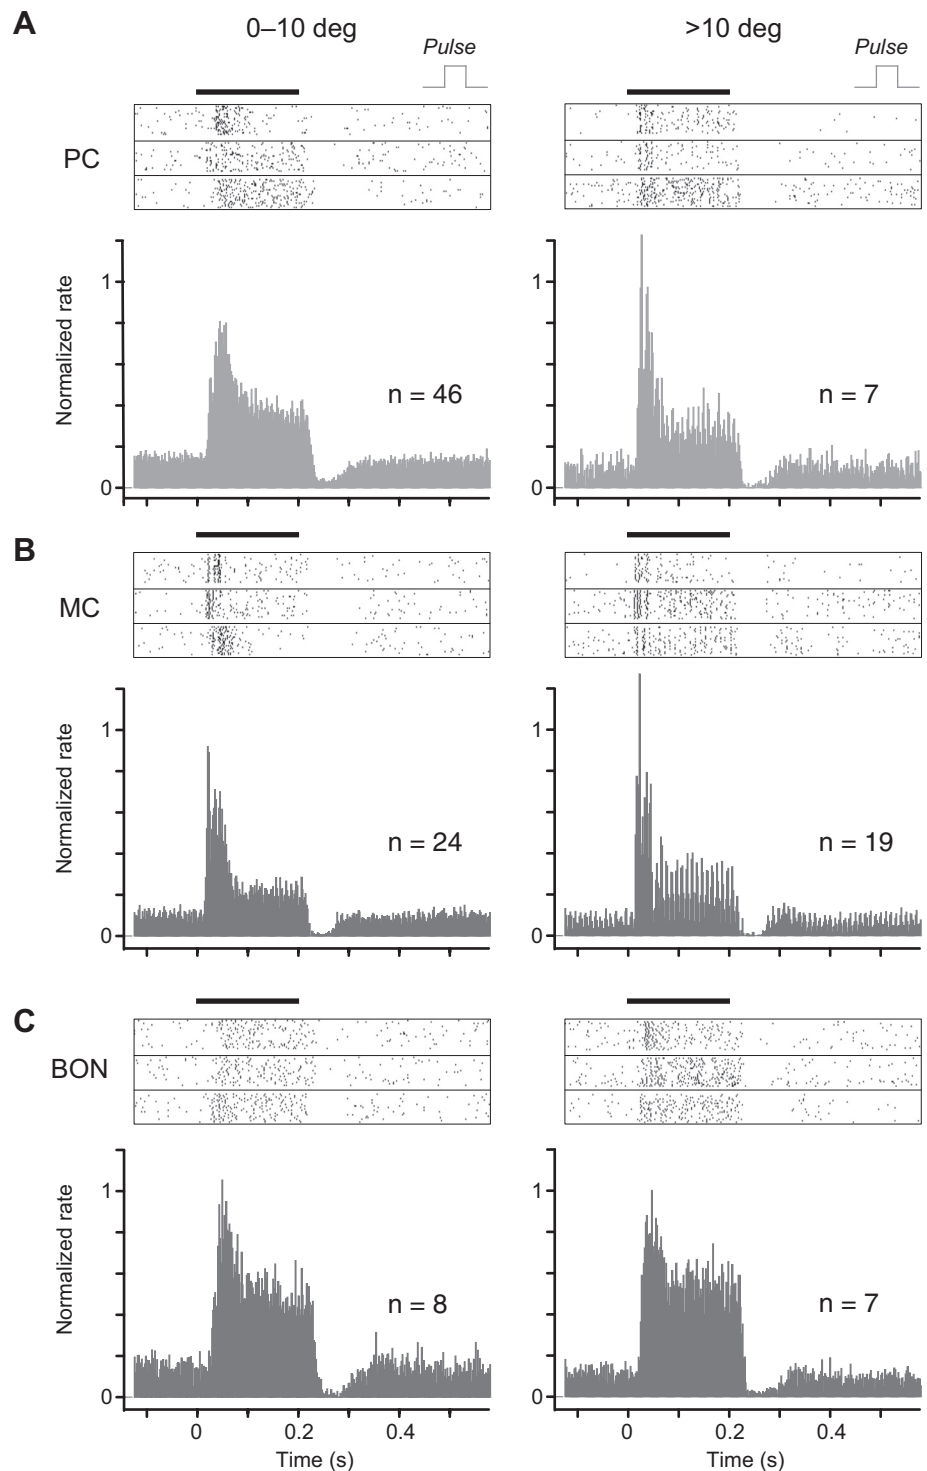 A
0–10 deg
>10 deg
Pulse
Pulse
PC
Normalized rate
1
0
n = 46
1
0
n = 7
B
MC
Normalized rate
1
0
n = 24
1
0
n = 19
C
BON
Normalized rate
1
0
n = 8
1
0
n = 7
0 0.2 0.4
Time (s)
0 0.2 0.4
Time (s)